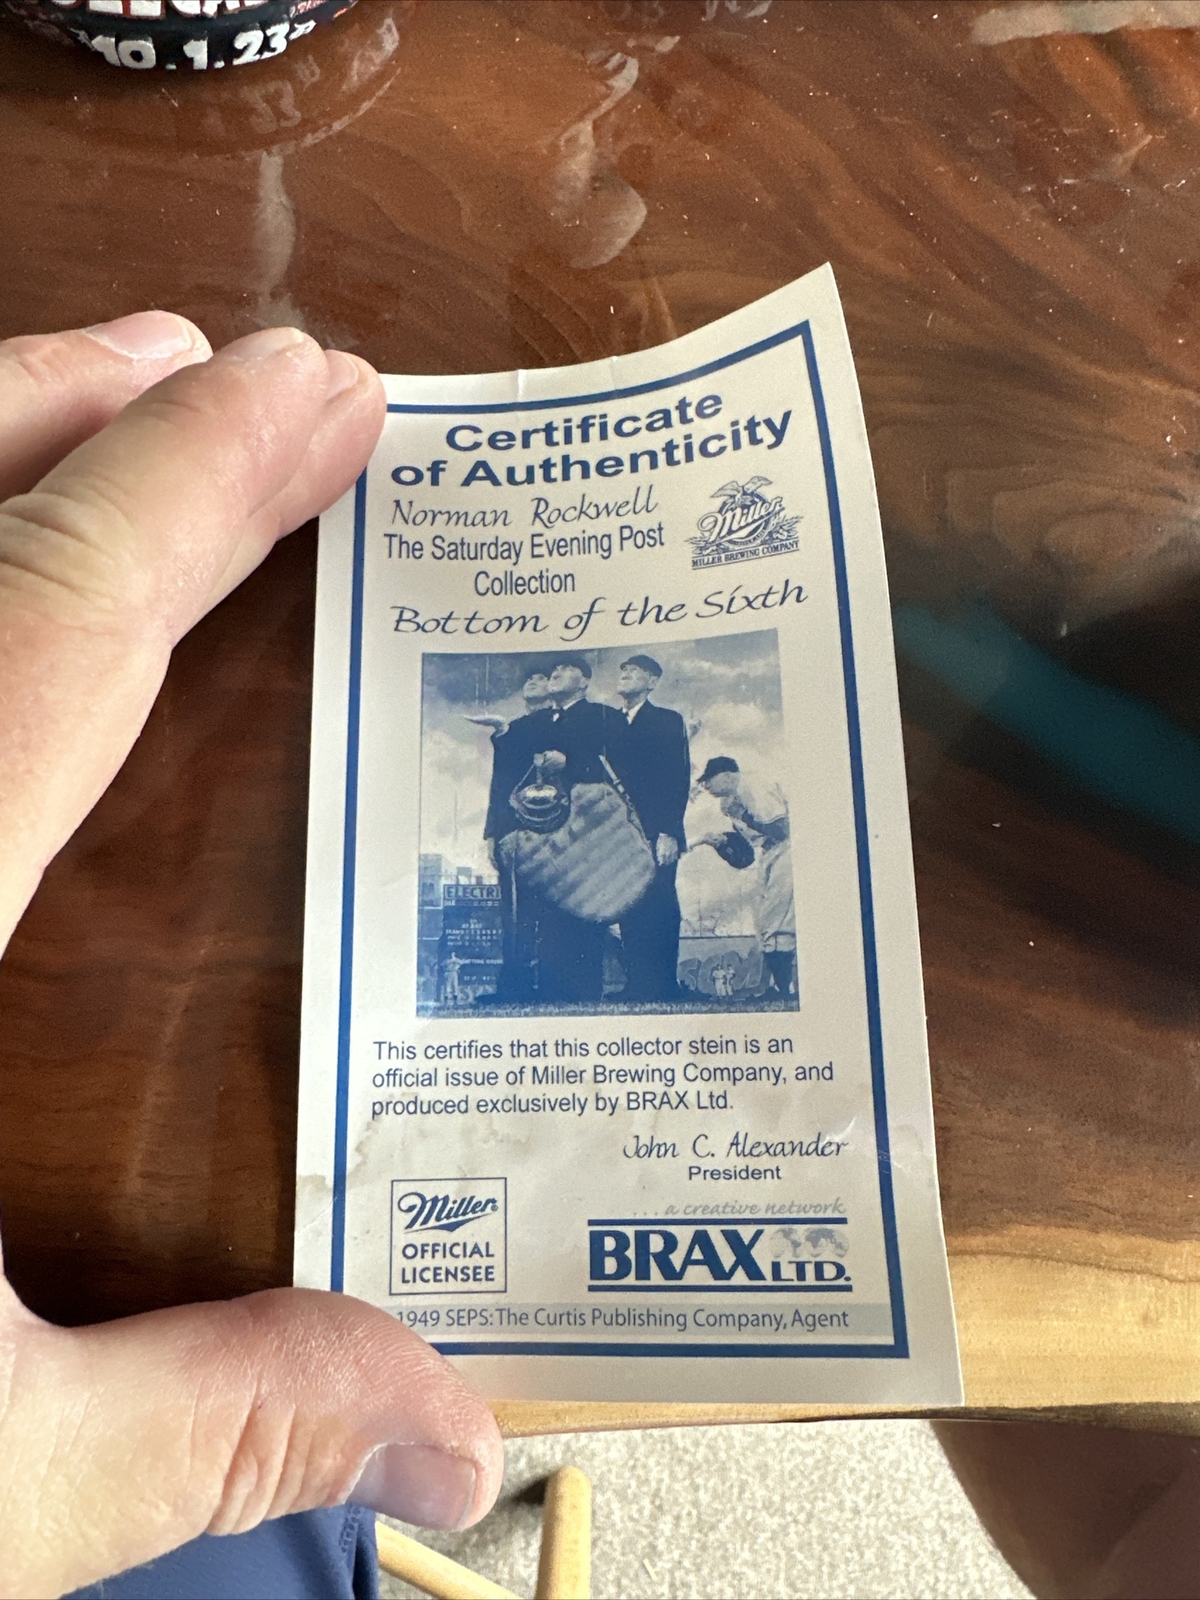 "10.1.23"
Certificate
of Authenticity
Norman Rockwell
The Saturday Evening Post
Collection
Miller
MILLER BREWING COMPANY
Bottom of the Sixth
ELECTRI
This certifies that this collector stein is an
official issue of Miller Brewing Company, and
produced exclusively by BRAX Ltd.
John C. Alexander
President
Miller
OFFICIAL
LICENSEE
...a creative network
BRAX LTD.
1949 SEPS: The Curtis Publishing Company, Agent